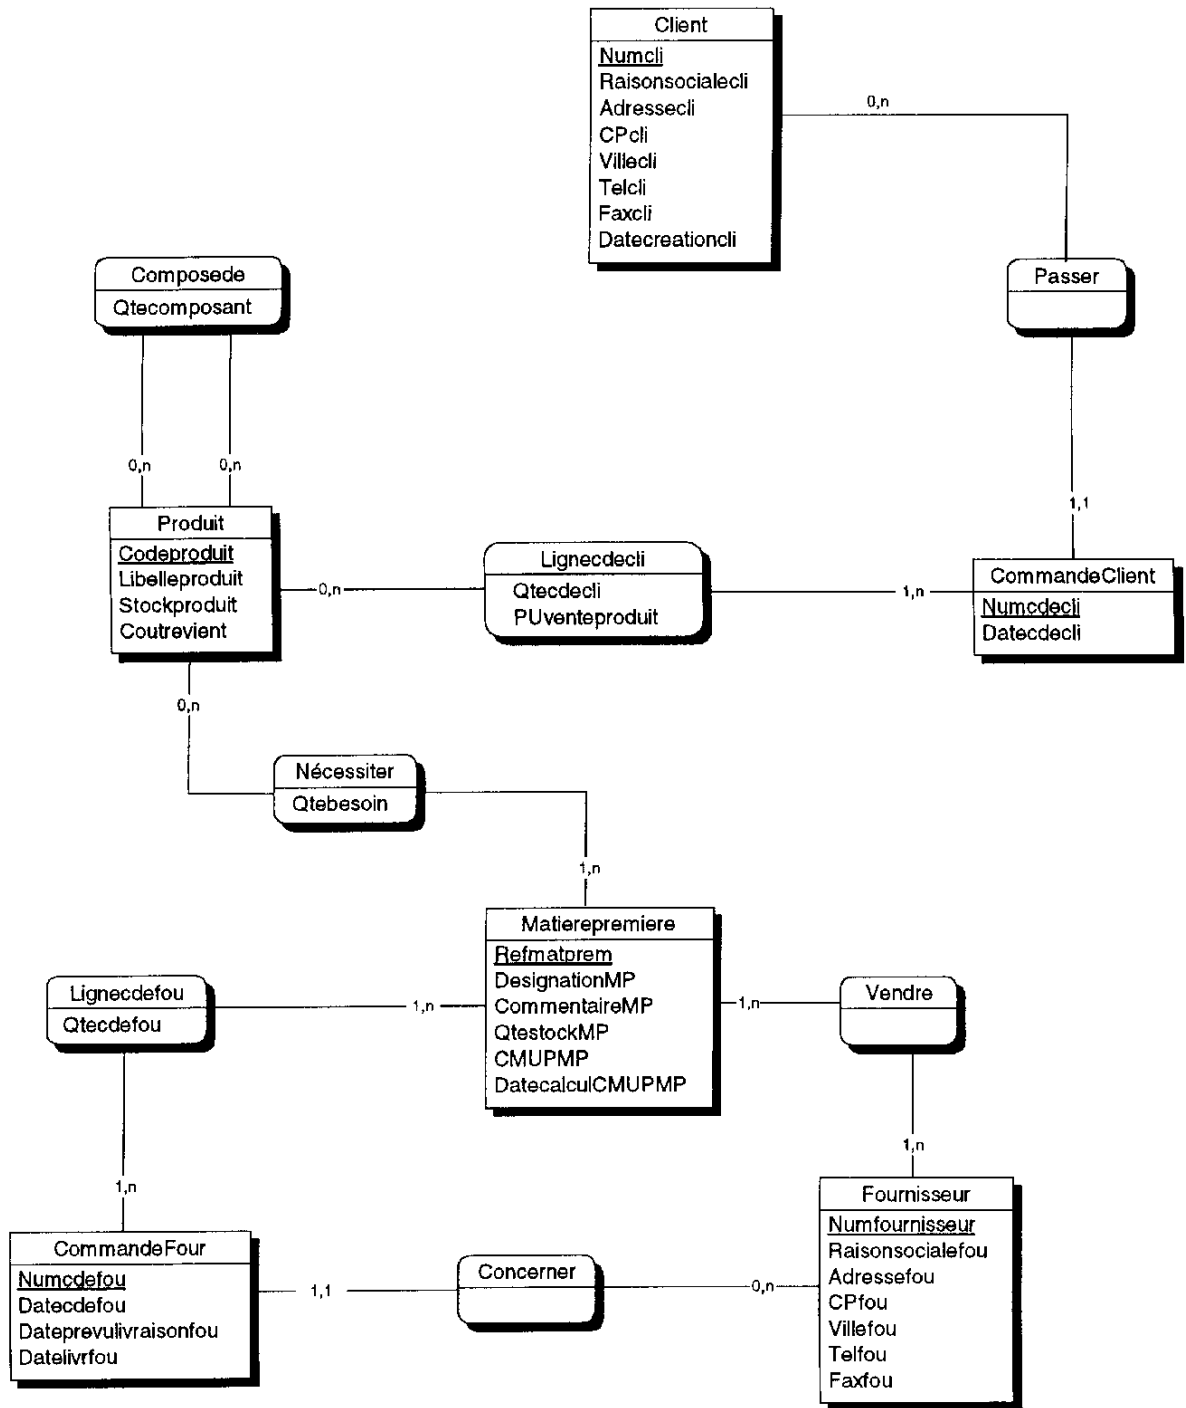 Client
Numcli
Raisonsocialecli
Adressecli
CPcli
Villecli
Telcli
Faxcli
Datecreationcli
0,n
Passer
Composede
Qtecomposant
0,n
0,n
1,1
Produit
Codeproduit
Libelleproduit
Stockproduit
Coutrevient
0,n
Lignecdecli
Qtecdecli
PUventeproduit
1,n
CommandeClient
Numcdecli
Datecdecli
0,n
Nécessiter
Qtebesoin
1,n
Matierepremiere
Refmatprem
DesignationMP
CommentaireMP
QtestockMP
CMUPMP
DatecalculCMUPMP
Lignecdefou
Qtecdefou
1,n
1,n
Vendre
1,n
1,n
CommandeFour
Numcdefou
Datecdefou
Dateprevulivraisonfou
Datelivrfou
1,1
Concerner
0,n
Fournisseur
Numfournisseur
Raisonsocialefou
Adressefou
CPfou
Villefou
Telfou
Faxfou